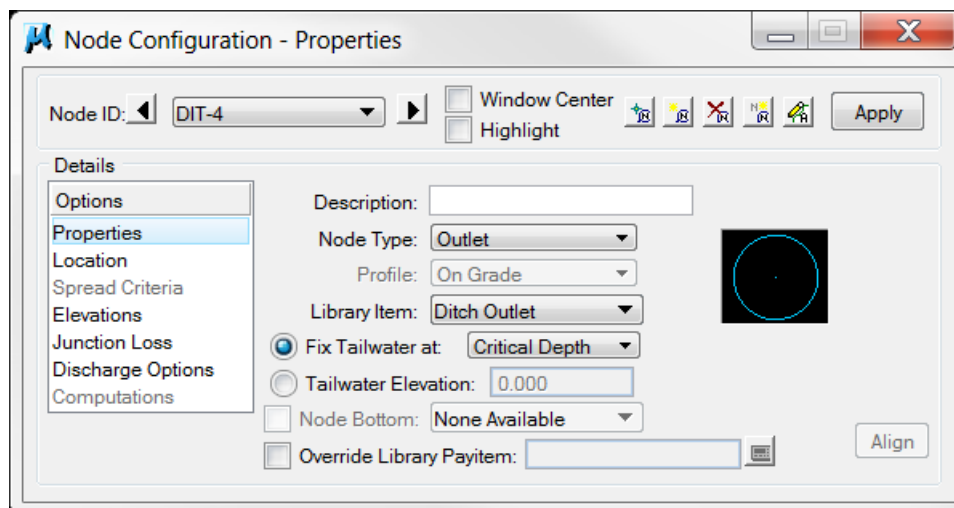 Node Configuration - Properties
Node ID: DIT-4
Window Center
Highlight
Apply
Details
Options
Properties
Location
Spread Criteria
Elevations
Junction Loss
Discharge Options
Computations
Description:
Node Type: Outlet
Profile: On Grade
Library Item: Ditch Outlet
Fix Tailwater at: Critical Depth
Tailwater Elevation: 0.000
Node Bottom: None Available
Override Library Payitem:
Align